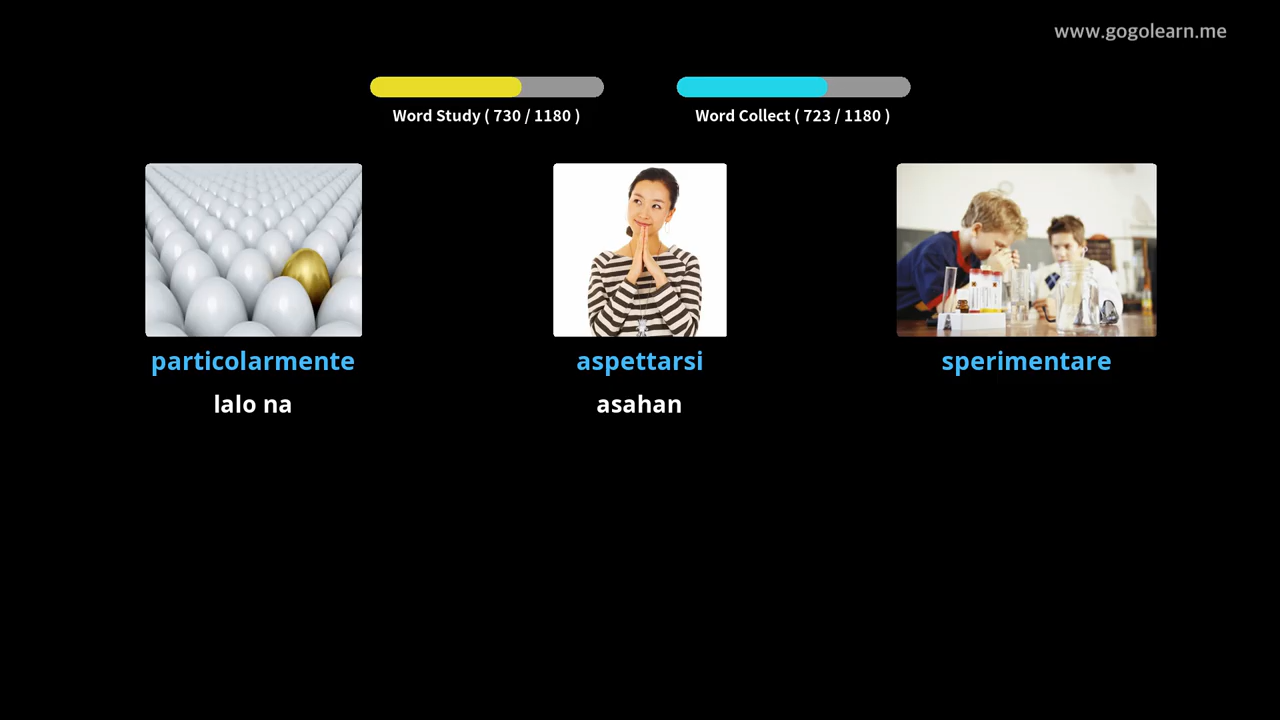 www.gogolearn.me
Word Study ( 730 / 1180 )
Word Collect ( 723 / 1180 )
particolarmente
aspettarsi
sperimentare
lalo na
asahan